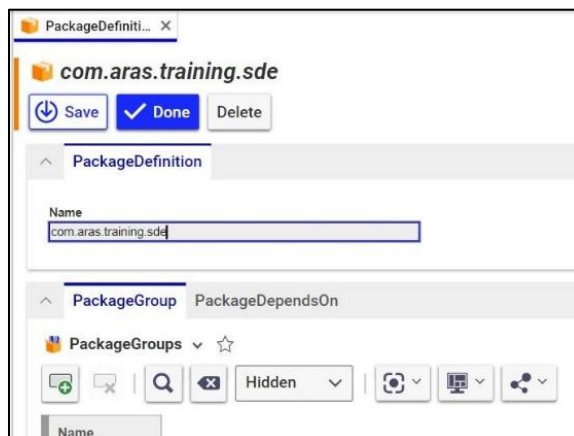 PackageDefiniti... ×
com.aras.training.sde
Save Done Delete
PackageDefinition
Name
com.aras.training.sde
PackageGroup PackageDependsOn
PackageGroups
Hidden
Name